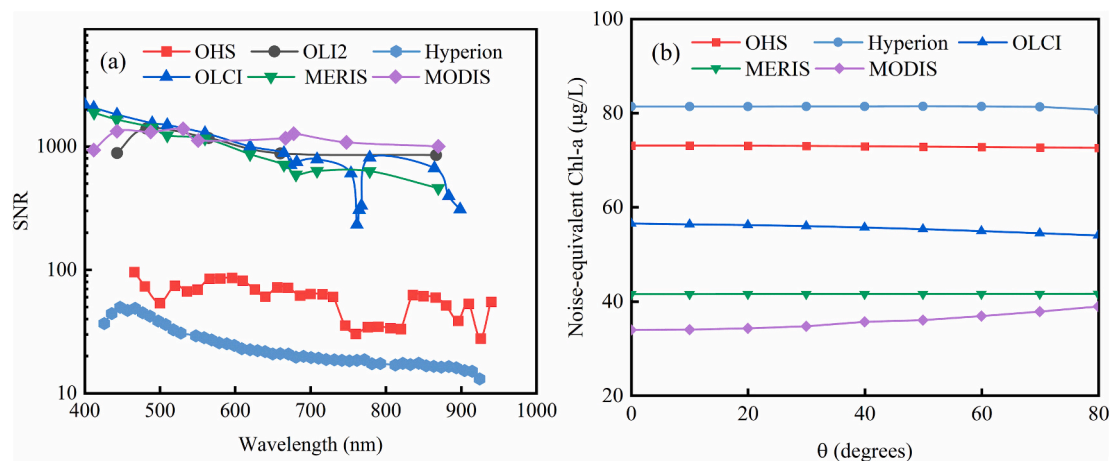 (a)
OHS OLI2 Hyperion
OLCI MERIS MODIS
1000
100
10
SNR
400 500 600 700 800 900 1000
Wavelength (nm)
(b)
OHS Hyperion OLCI
MERIS MODIS
100
80
60
40
20
Noise-equivalent Chl-a (μg/L)
0 20 40 60 80
θ (degrees)